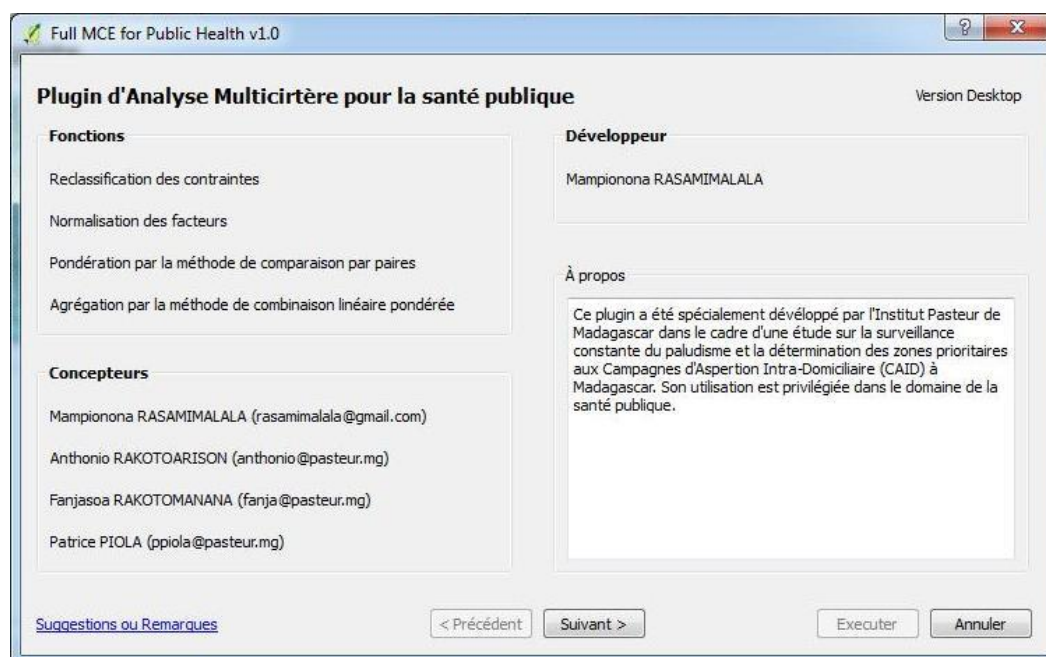 Full MCE for Public Health v1.0
Plugin d'Analyse Multicirtère pour la santé publique
Version Desktop
Fonctions
Reclassification des contraintes
Normalisation des facteurs
Pondération par la méthode de comparaison par paires
Agrégation par la méthode de combinaison linéaire pondérée
Concepteurs
Mampionona RASAMIMALALA (rasamimalala@gmail.com)
Anthonio RAKOTOARISON (anthonio@pasteur.mg)
Fanjasoa RAKOTOMANANA (fanja@pasteur.mg)
Patrice PIOLA (ppiola@pasteur.mg)
Développeur
Mampionona RASAMIMALALA
À propos
Ce plugin a été spécialement dévéloppé par l'Institut Pasteur de
Madagascar dans le cadre d'une étude sur la surveillance
constante du paludisme et la détermination des zones prioritaires
aux Campagnes d'Aspertion Intra-Domiciliaire (CAID) à
Madagascar. Son utilisation est privilégiée dans le domaine de la
santé publique.
Suggestions ou Remarques
< Précédent
Suivant >
Executer
Annuler